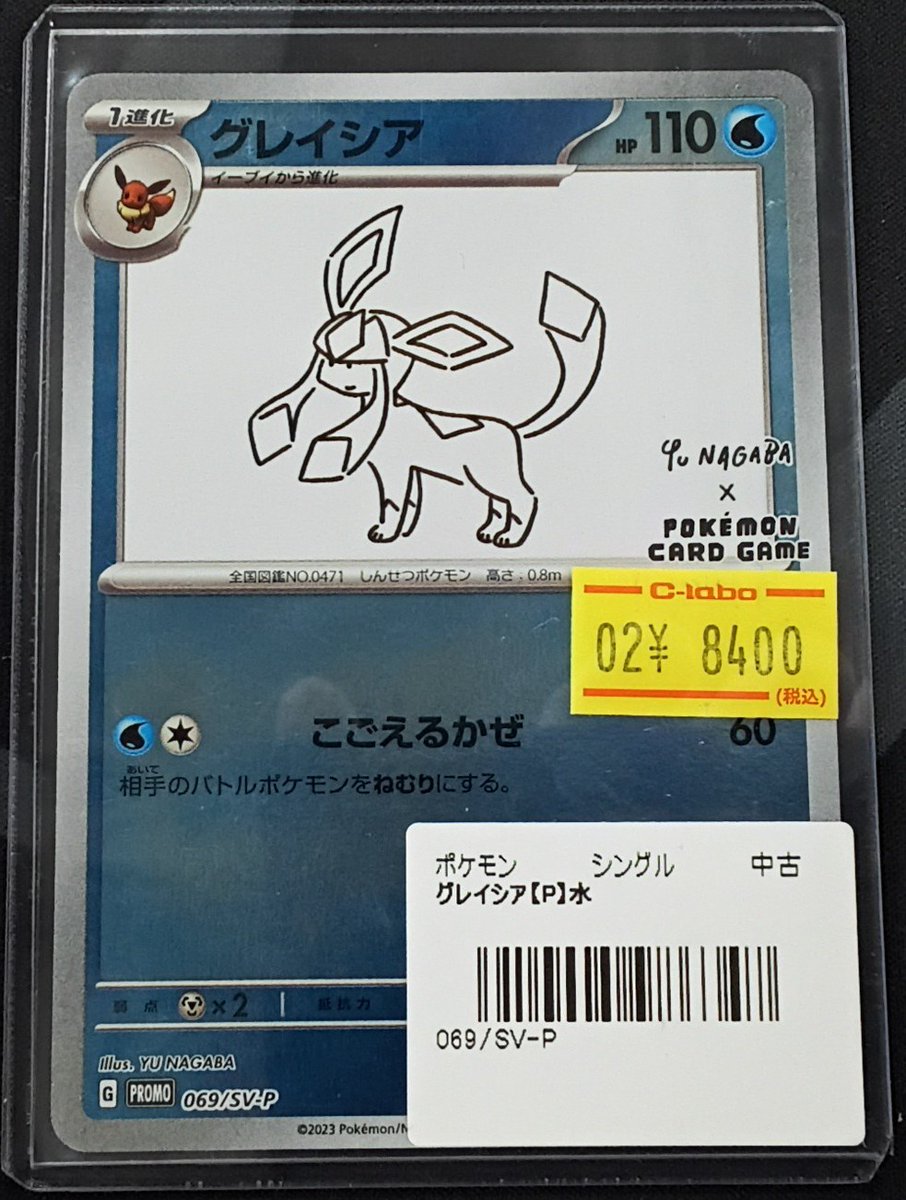 1進化
グレイシア
HP 110
イーブイから進化
Yu NAGABA
×
POKÉMON
CARD GAME
全国図鑑NO.0471 しんせつポケモン 高さ:0.8m
C-labo
02¥ 8400
(税込)
こごえるかぜ 60
あいて
相手のバトルポケモンをねむりにする。
ポケモン シングル 中古
グレイシア【P】水
069/SV-P
弱点 ×2 抵抗力
Illus. YU NAGABA
G PROMO 069/SV-P
©2023 Pokémon/N